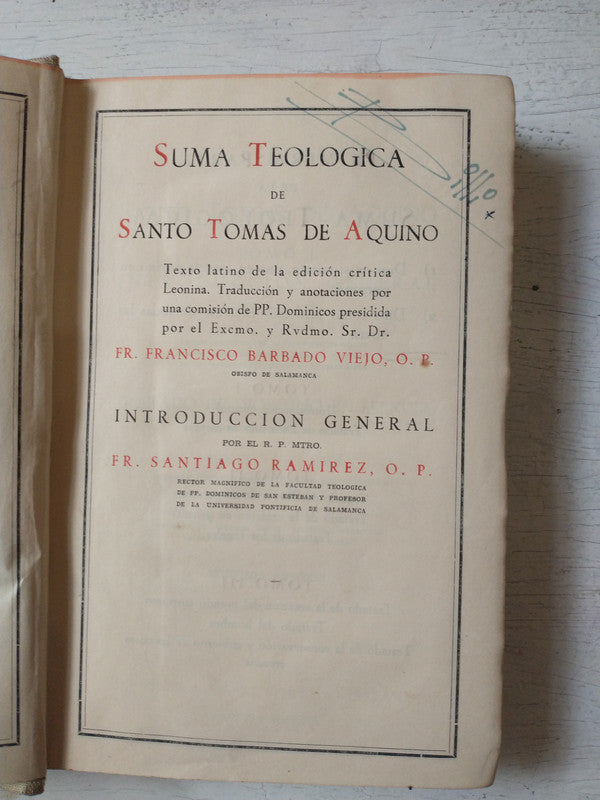 SUMA TEOLOGICA
DE
SANTO TOMAS DE AQUINO
Texto latino de la edición crítica
Leonina. Traducción y anotaciones por
una comisión de PP. Dominicos presidida
por el Excmo. y Rvdmo. Sr. Dr.
FR. FRANCISCO BARBADO VIEJO, O. P.
OBISPO DE SALAMANCA
INTRODUCCION GENERAL
POR EL R. P. MTRO.
FR. SANTIAGO RAMIREZ, O. P.
RECTOR MAGNIFICO DE LA FACULTAD TEOLOGICA
DE PP. DOMINICOS DE SAN ESTEBAN Y PROFESOR
DE LA UNIVERSIDAD PONTIFICIA DE SALAMANCA